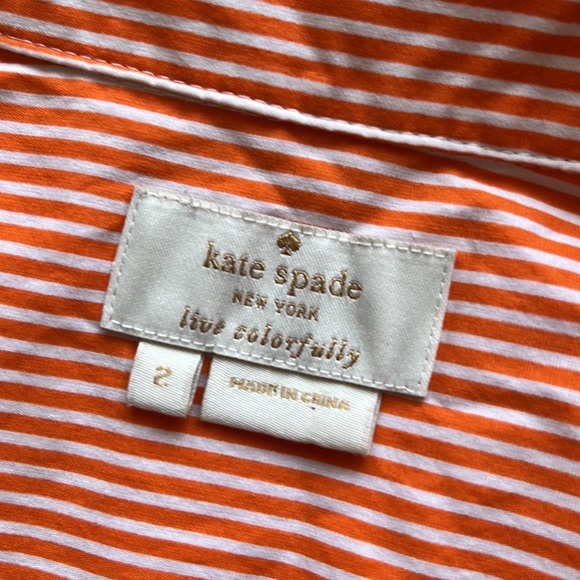 kate spade
NEW YORK
live colorfully
2
MADE IN CHINA